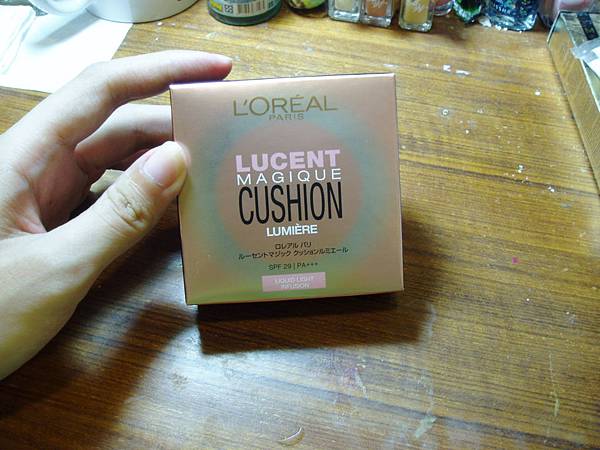 L'ORÉAL
PARIS
LUCENT
MAGIQUE
CUSHION
LUMIÈRE
ロレアル パリ
ルーセントマジック クッションルミエール
SPF 29 | PA+++
LIQUID LIGHT
INFUSION